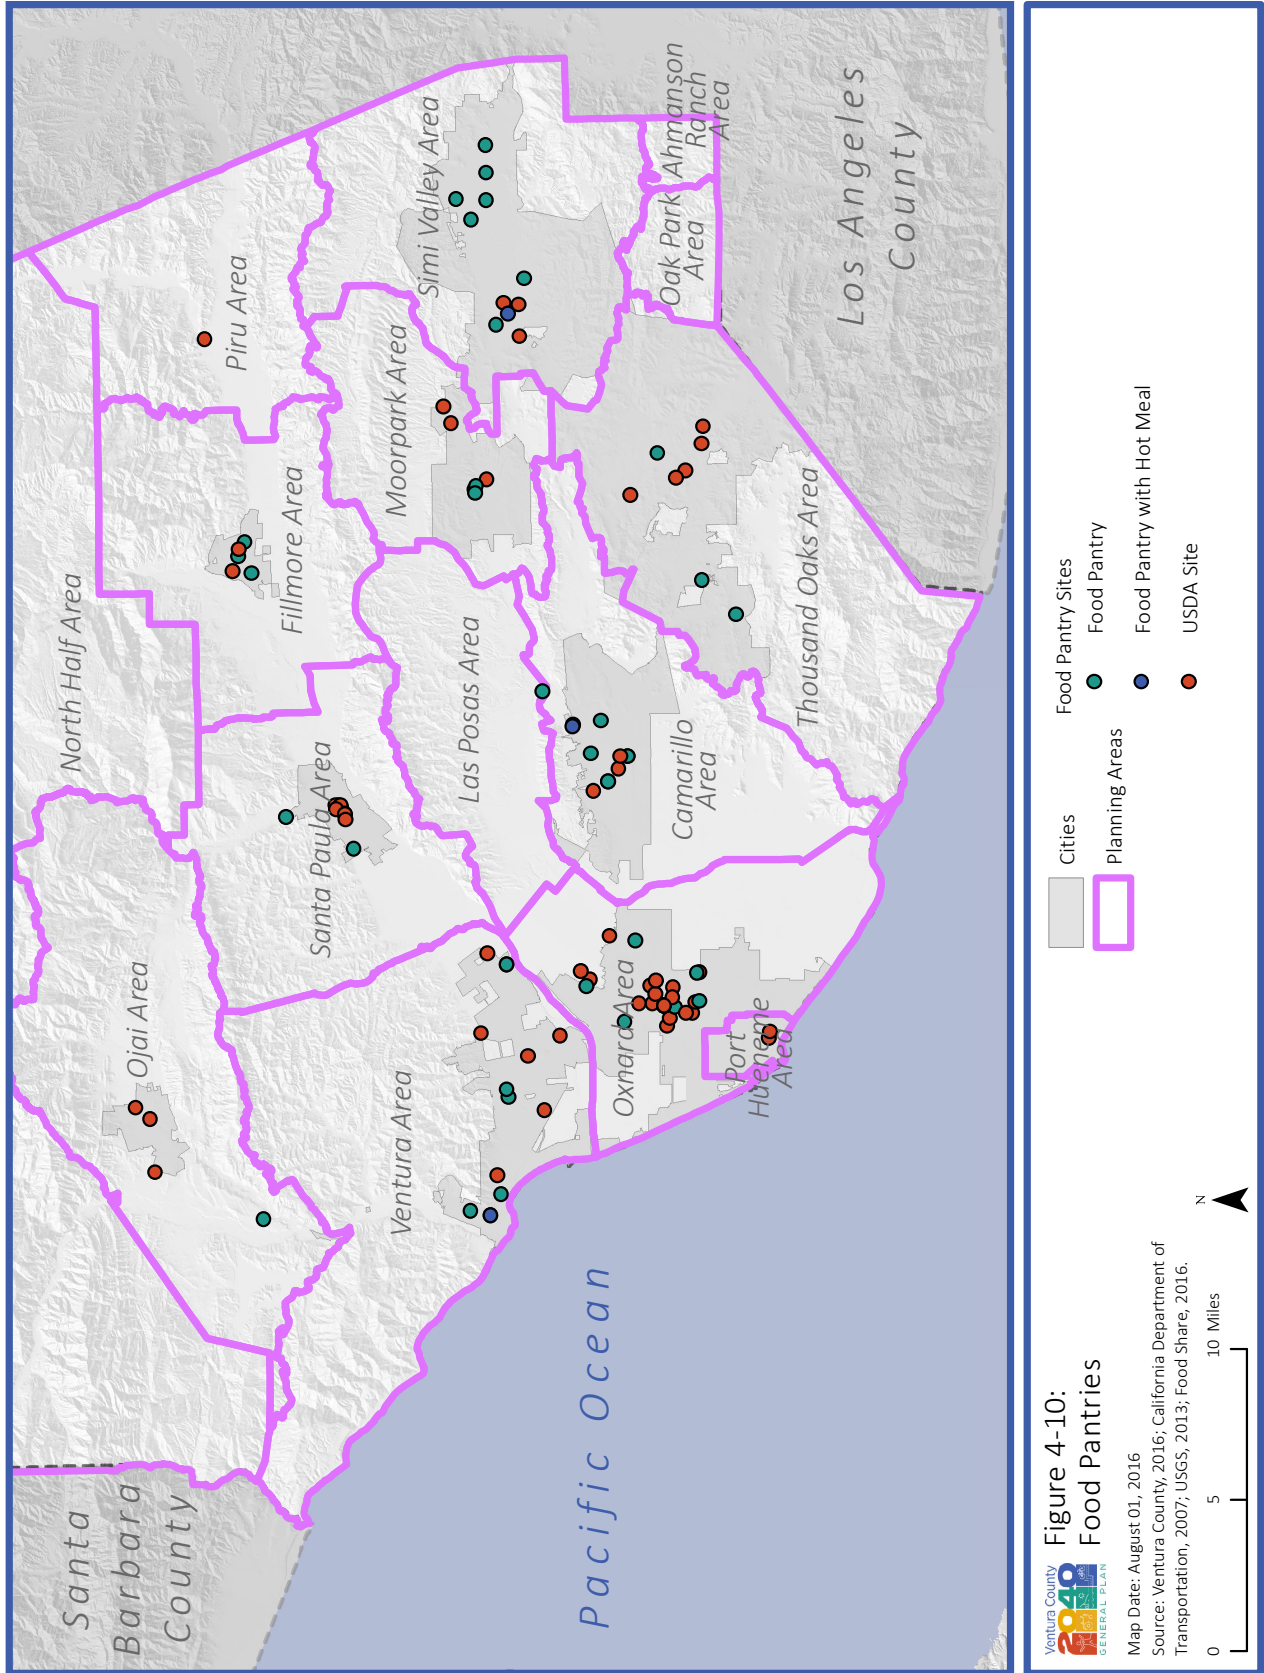 Santa
Barbara
County
North Half Area
Ojai Area
Piru Area
Fillmore Area
Santa Paula Area
Simi Valley Area
Moorpark Area
Las Posas Area
Ventura Area
Oak Park
Area
Ahmanson
Ranch
Area
Los Angeles
County
Thousand Oaks Area
Camarillo
Area
Oxnard Area
Port
Hueneme
Area
Pacific Ocean
Ventura County
2040
GENERAL PLAN
Figure 4-10:
Food Pantries
Map Date: August 01, 2016
Source: Ventura County, 2016; California Department of
Transportation, 2007; USGS, 2013; Food Share, 2016.
0 5 10 Miles
N
Cities
Planning Areas
Food Pantry Sites
Food Pantry
Food Pantry with Hot Meal
USDA Site